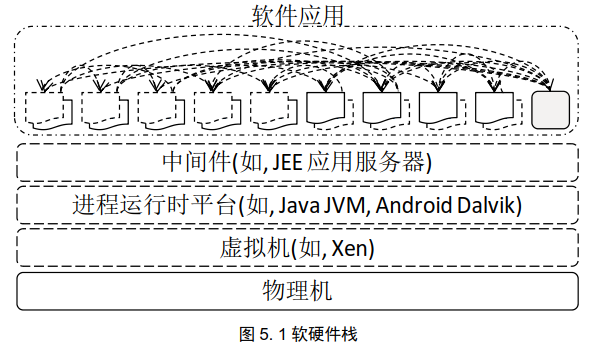 软件应用
中间件(如, JEE 应用服务器)
进程运行时平台(如, Java JVM, Android Dalvik)
虚拟机(如, Xen)
物理机
图 5. 1 软硬件栈